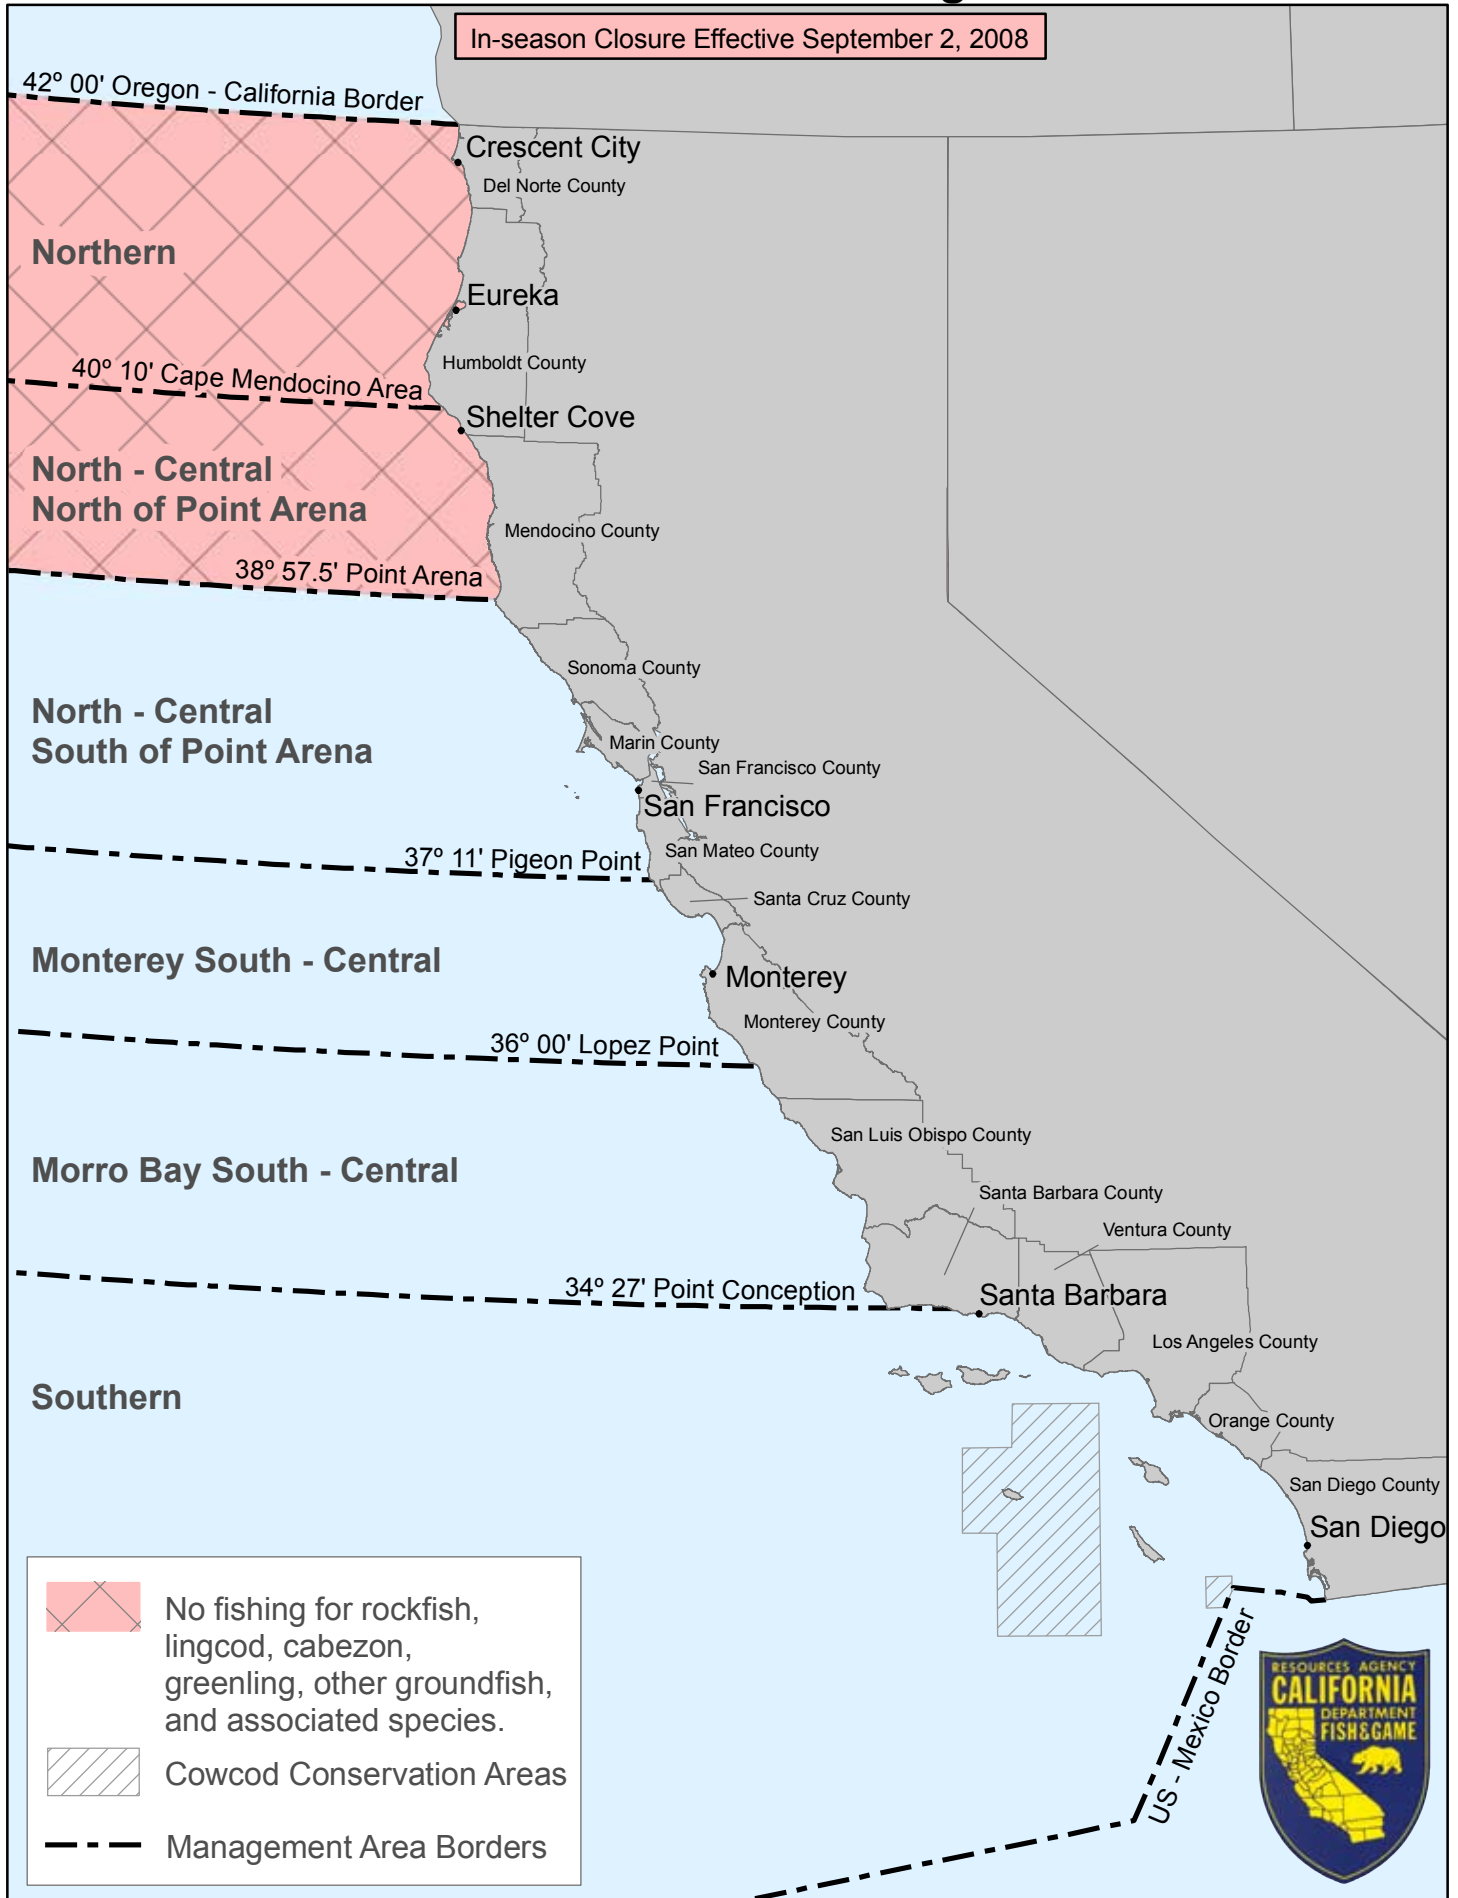 In-season Closure Effective September 2, 2008
42º 00' Oregon - California Border
Crescent City
Del Norte County
Northern
Eureka
Humboldt County
40º 10' Cape Mendocino Area
Shelter Cove
North - Central
North of Point Arena
Mendocino County
38º 57.5' Point Arena
Sonoma County
North - Central
South of Point Arena
Marin County
San Francisco County
San Francisco
San Mateo County
37º 11' Pigeon Point
Santa Cruz County
Monterey South - Central
Monterey
Monterey County
36º 00' Lopez Point
San Luis Obispo County
Morro Bay South - Central
Santa Barbara County
Ventura County
34º 27' Point Conception
Santa Barbara
Los Angeles County
Southern
Orange County
San Diego County
San Diego
No fishing for rockfish,
lingcod, cabezon,
greenling, other groundfish,
and associated species.
Cowcod Conservation Areas
Management Area Borders
US - Mexico Border
RESOURCES AGENCY
CALIFORNIA
DEPARTMENT
FISH&GAME